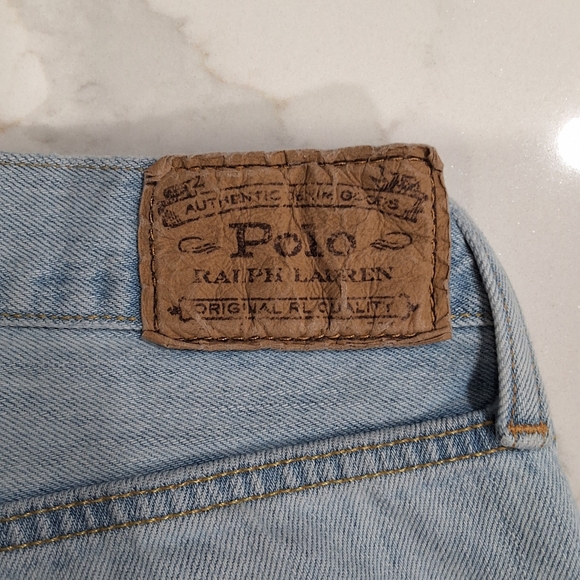 AUTHENTIC DENIM GOODS
Polo
RALPH LAUREN
ORIGINAL RL QUALITY